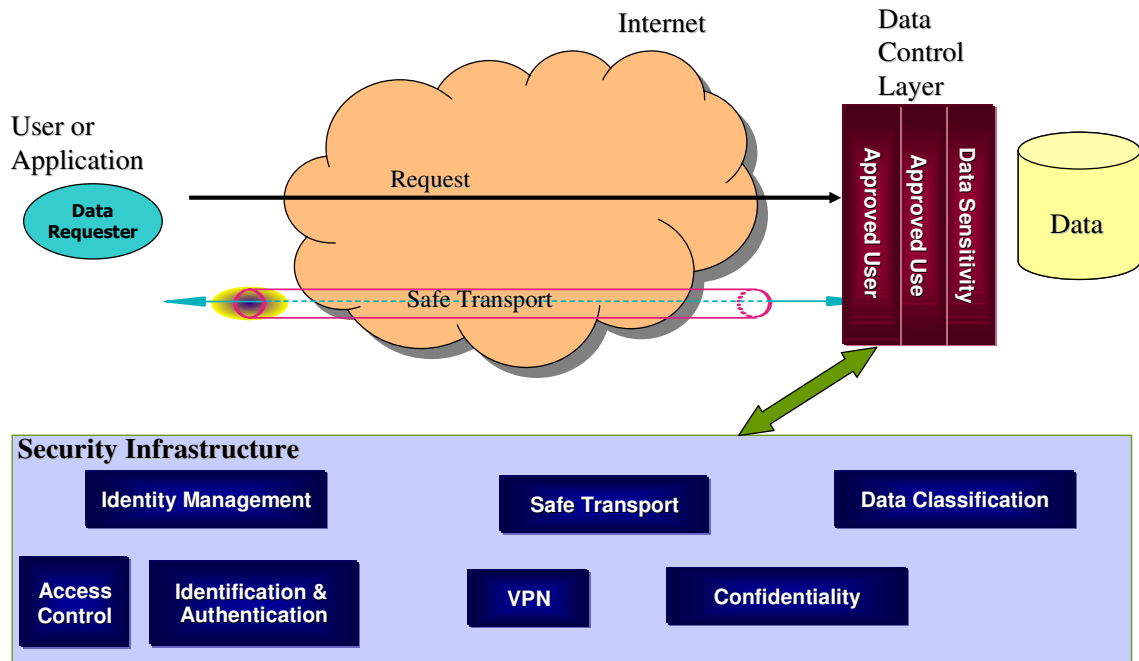 Internet
Data
Control
Layer
User or
Application
Data
Requester
Request
Safe Transport
Approved User
Approved Use
Data Sensitivity
Data
Security Infrastructure
Identity Management
Safe Transport
Data Classification
Access
Control
Identification &
Authentication
VPN
Confidentiality